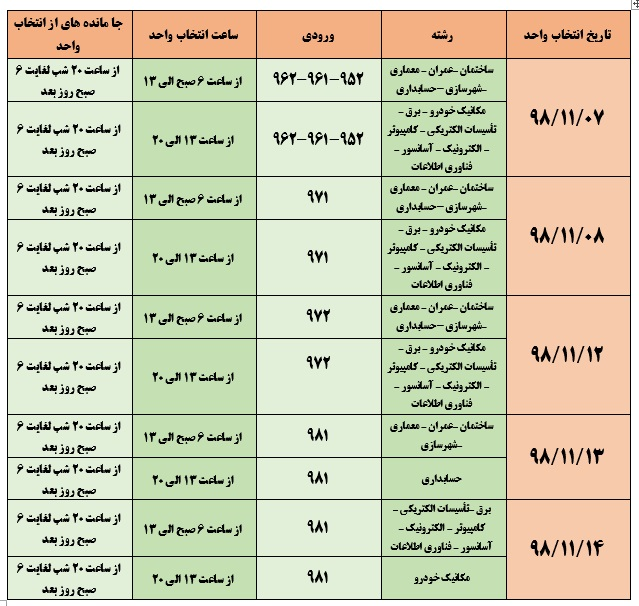 تاریخ انتخاب واحد
رشته
ورودی
ساعت انتخاب واحد
جا مانده های از انتخاب
واحد
۹۸/۱۱/۰۷
ساختمان -عمران - معماری
-شهرسازی –حسابداری
۹۵۲-۹۶۱-۹۶۲
از ساعت ۶ صبح الی ۱۳
از ساعت ۲۰ شب لغایت ۶
صبح روز بعد
مکانیک خودرو - برق -
تأسیسات الکتریکی - کامپیوتر
- الکترونیک - آسانسور -
فناوری اطلاعات
۹۵۲-۹۶۱-۹۶۲
از ساعت ۱۳ الی ۲۰
از ساعت ۲۰ شب لغایت ۶
صبح روز بعد
۹۸/۱۱/۰۸
ساختمان -عمران - معماری
-شهرسازی –حسابداری
۹۷۱
از ساعت ۶ صبح الی ۱۳
از ساعت ۲۰ شب لغایت ۶
صبح روز بعد
مکانیک خودرو - برق -
تأسیسات الکتریکی - کامپیوتر
- الکترونیک - آسانسور -
فناوری اطلاعات
۹۷۱
از ساعت ۱۳ الی ۲۰
از ساعت ۲۰ شب لغایت ۶
صبح روز بعد
۹۸/۱۱/۱۲
ساختمان -عمران - معماری
-شهرسازی –حسابداری
۹۷۲
از ساعت ۶ صبح الی ۱۳
از ساعت ۲۰ شب لغایت ۶
صبح روز بعد
مکانیک خودرو - برق -
تأسیسات الکتریکی - کامپیوتر
- الکترونیک - آسانسور -
فناوری اطلاعات
۹۷۲
از ساعت ۱۳ الی ۲۰
از ساعت ۲۰ شب لغایت ۶
صبح روز بعد
۹۸/۱۱/۱۳
ساختمان -عمران - معماری
-شهرسازی
۹۸۱
از ساعت ۶ صبح الی ۱۳
از ساعت ۲۰ شب لغایت ۶
صبح روز بعد
حسابداری
۹۸۱
از ساعت ۱۳ الی ۲۰
از ساعت ۲۰ شب لغایت ۶
صبح روز بعد
۹۸/۱۱/۱۴
برق -تأسیسات الکتریکی -
کامپیوتر - الکترونیک -
آسانسور - فناوری اطلاعات
۹۸۱
از ساعت ۶ صبح الی ۱۳
از ساعت ۲۰ شب لغایت ۶
صبح روز بعد
مکانیک خودرو
۹۸۱
از ساعت ۱۳ الی ۲۰
از ساعت ۲۰ شب لغایت ۶
صبح روز بعد